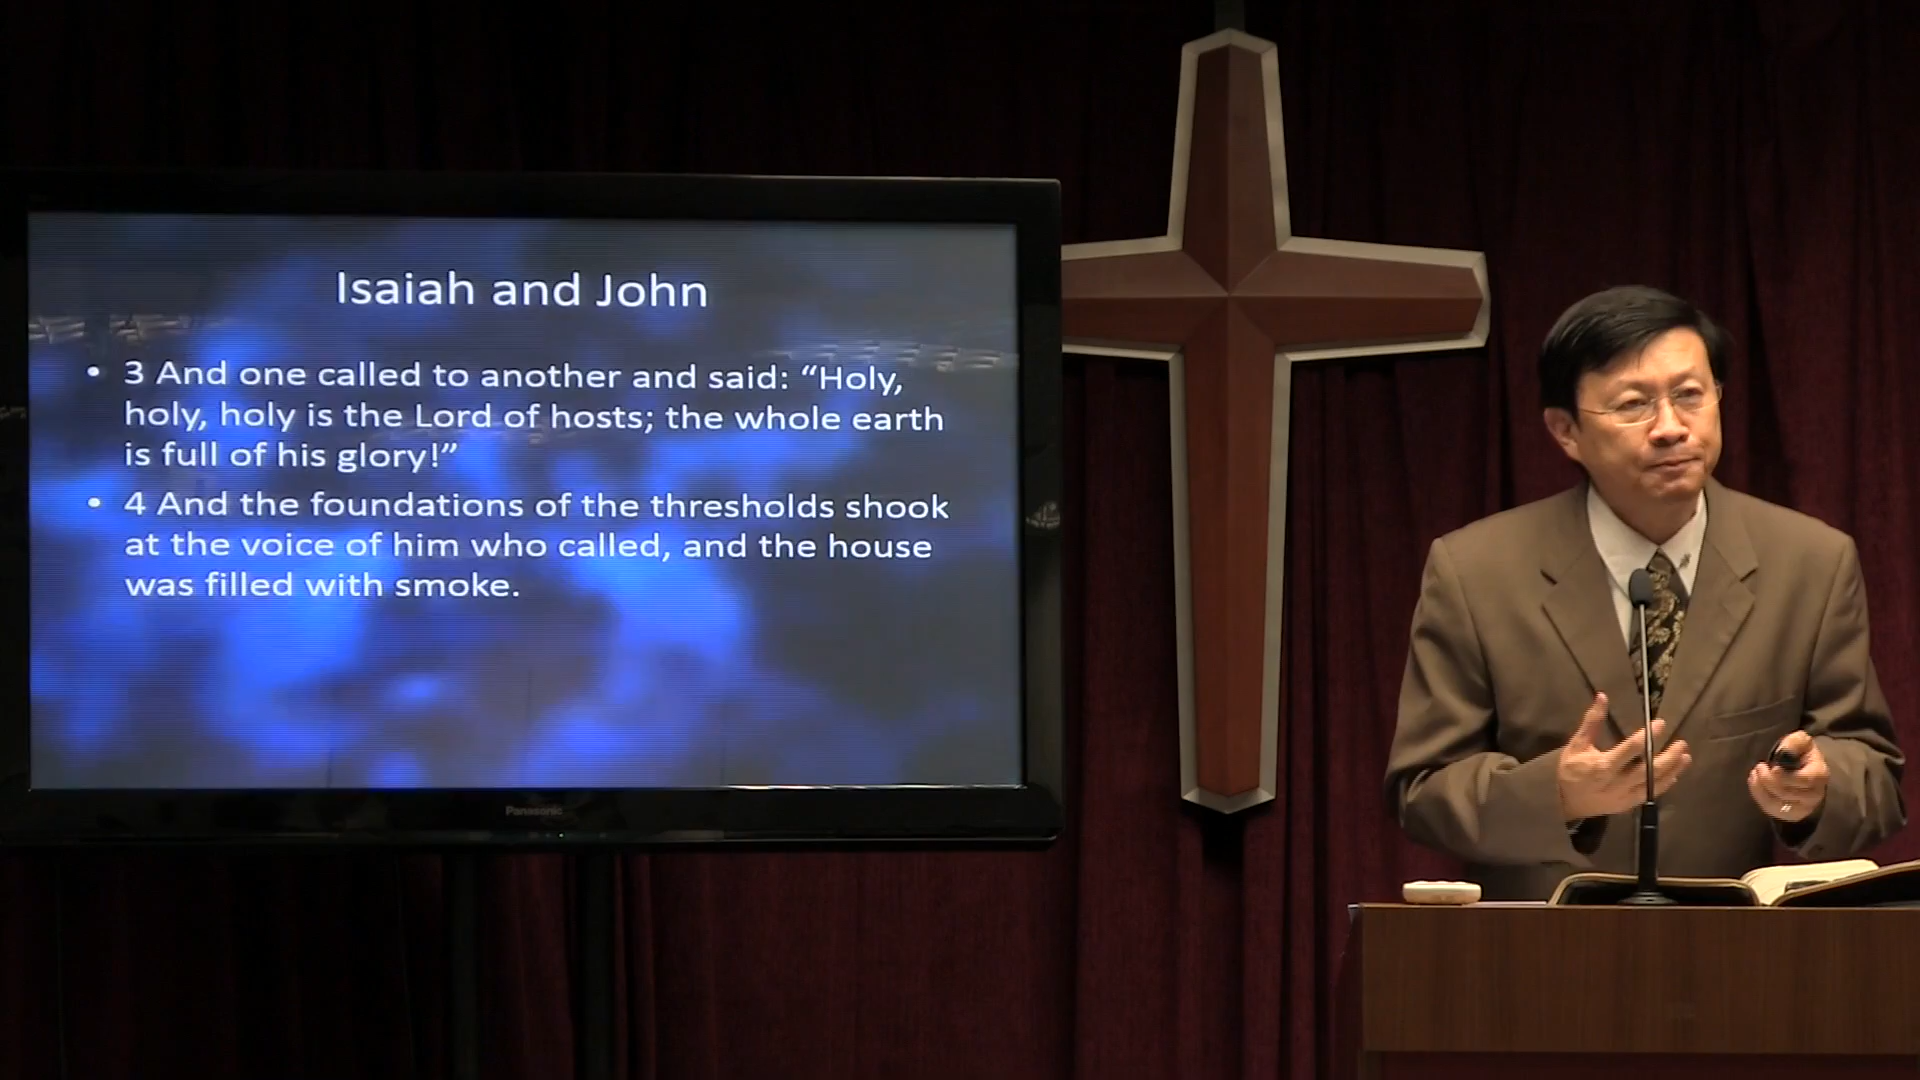 Isaiah and John
• 3 And one called to another and said: “Holy,
holy, holy is the Lord of hosts; the whole earth
is full of his glory!”
• 4 And the foundations of the thresholds shook
at the voice of him who called, and the house
was filled with smoke.
Panasonic